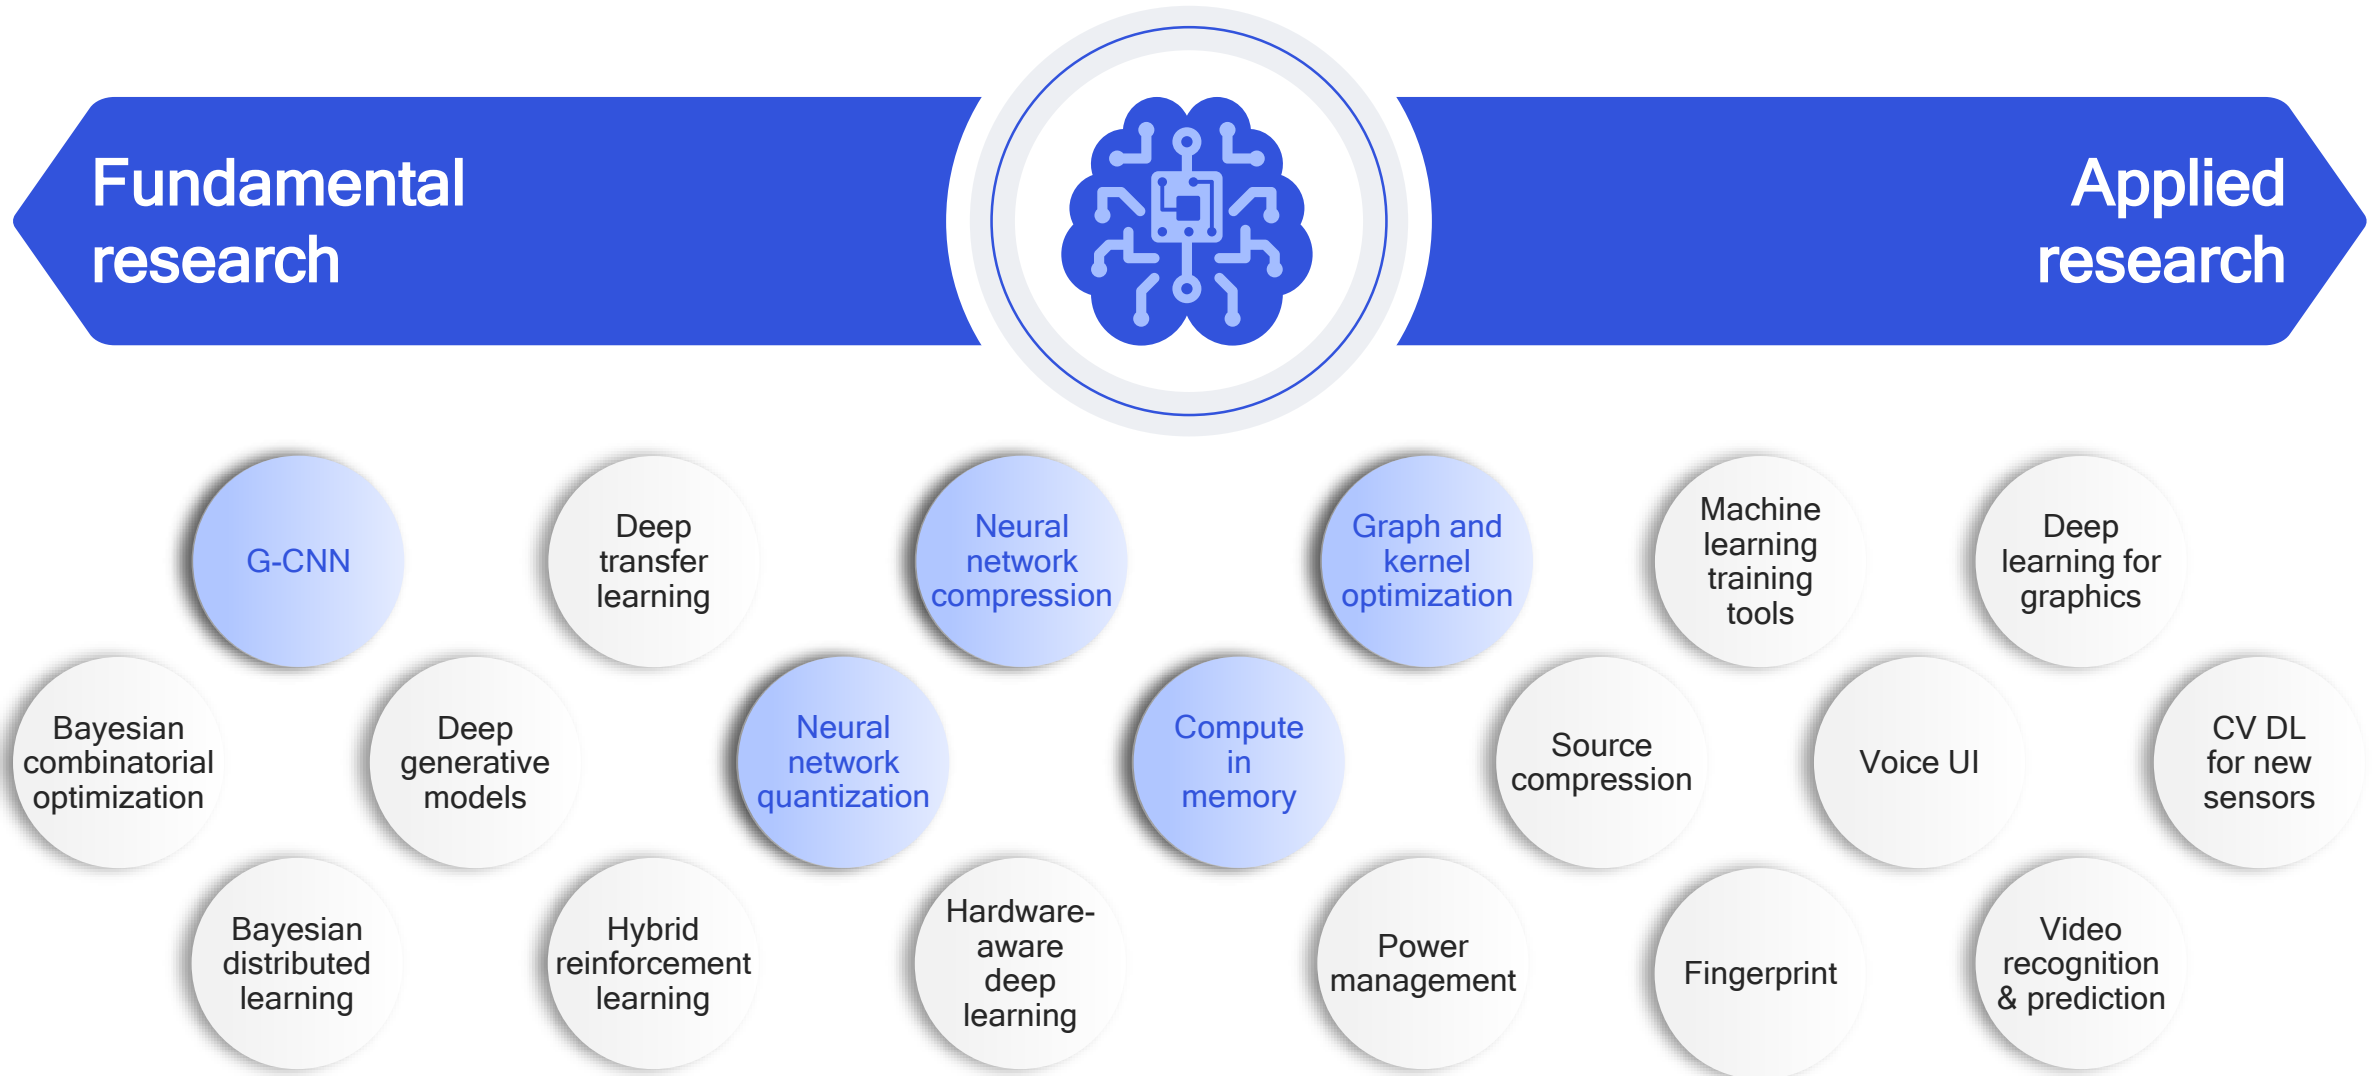 Fundamental
research
Applied
research
G-CNN
Deep
transfer
learning
Neural
network
compression
Graph and
kernel
optimization
Machine
learning
training
tools
Deep
learning for
graphics
Bayesian
combinatorial
optimization
Deep
generative
models
Neural
network
quantization
Compute
in
memory
Source
compression
Voice UI
CV DL
for new
sensors
Bayesian
distributed
learning
Hybrid
reinforcement
learning
Hardware-
aware
deep
learning
Power
management
Fingerprint
Video
recognition
& prediction